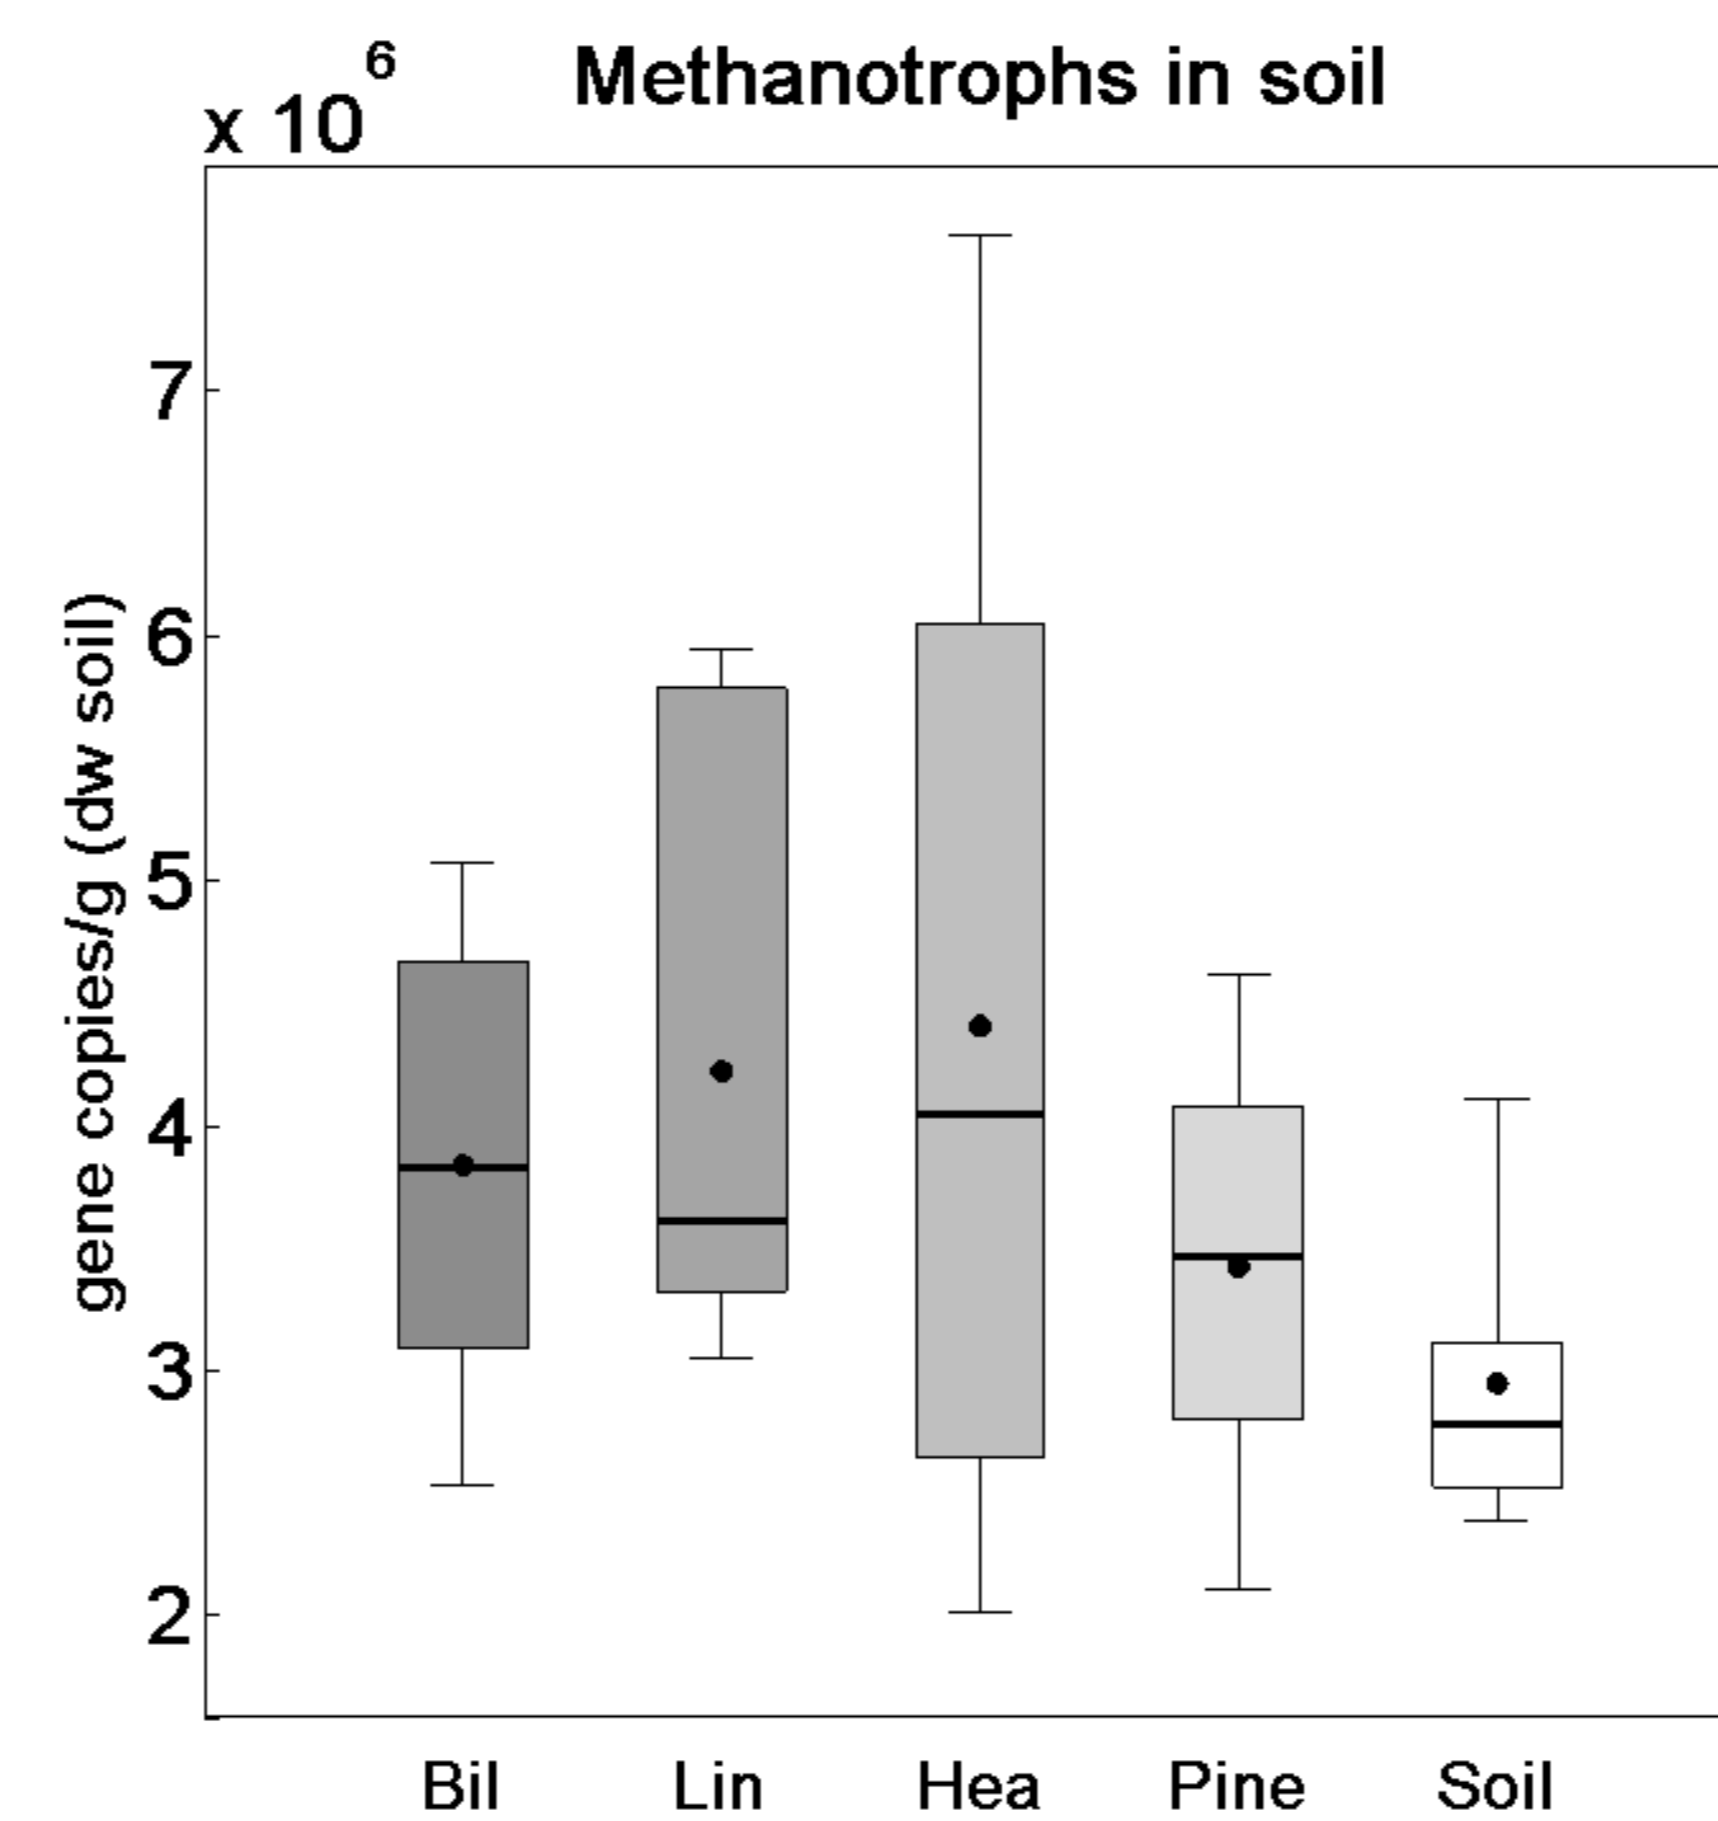 x 10^6
Methanotrophs in soil
gene copies/g (dw soil)
7
6
5
4
3
2
Bil Lin Hea Pine Soil